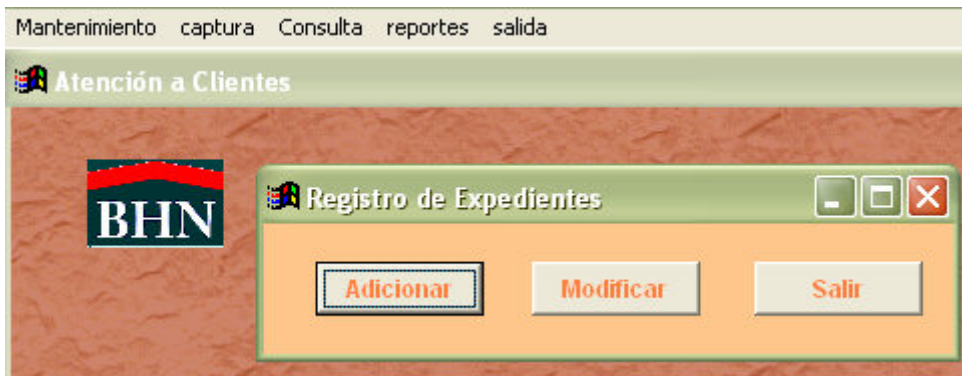 Mantenimiento captura Consulta reportes salida
Atención a Clientes
BHN
Registro de Expedientes
Adicionar Modificar Salir